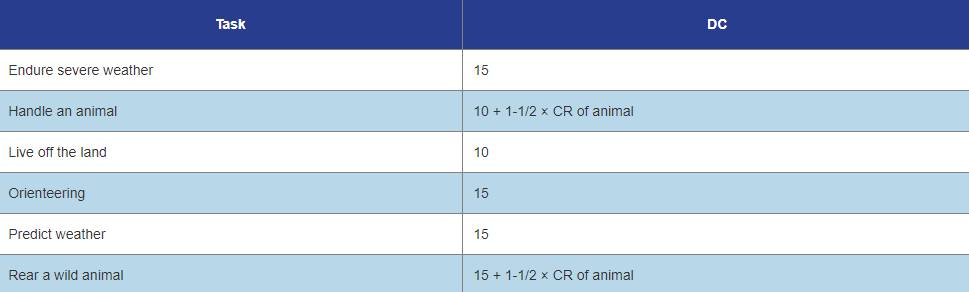 Task DC
Endure severe weather 15
Handle an animal 10 + 1-1/2 × CR of animal
Live off the land 10
Orienteering 15
Predict weather 15
Rear a wild animal 15 + 1-1/2 × CR of animal